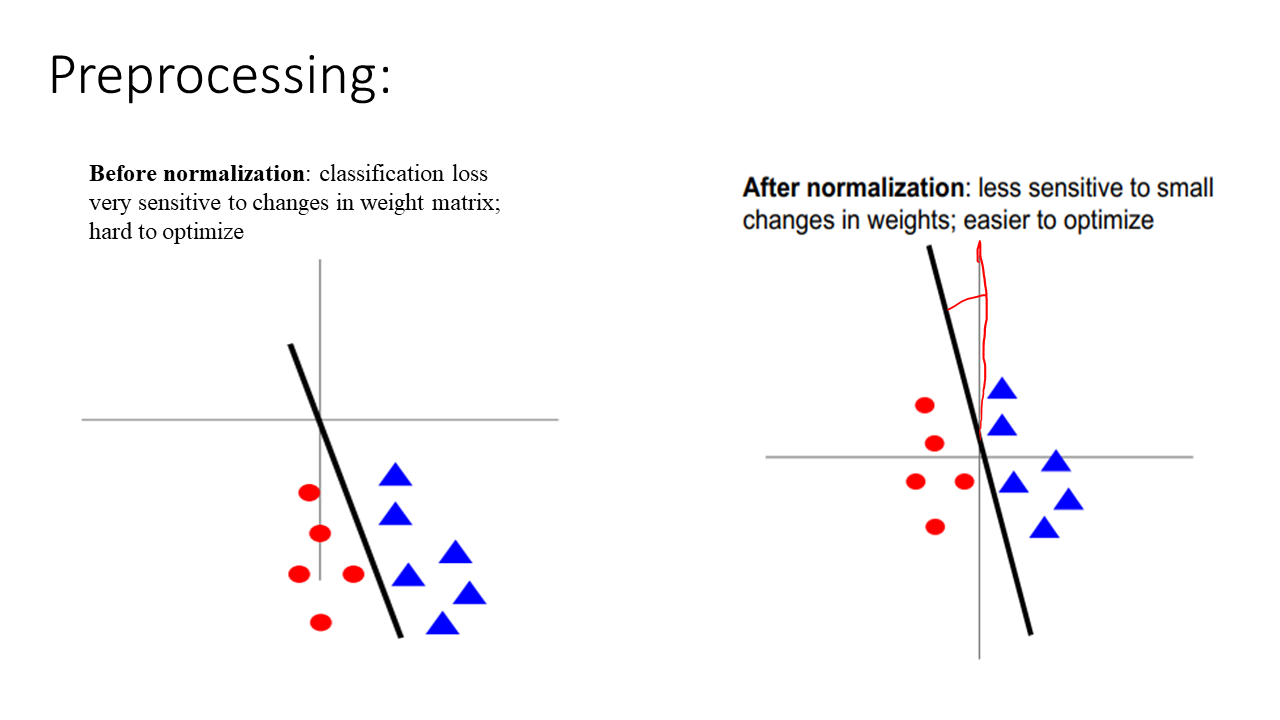 Preprocessing:
Before normalization: classification loss
very sensitive to changes in weight matrix;
hard to optimize
After normalization: less sensitive to small
changes in weights; easier to optimize